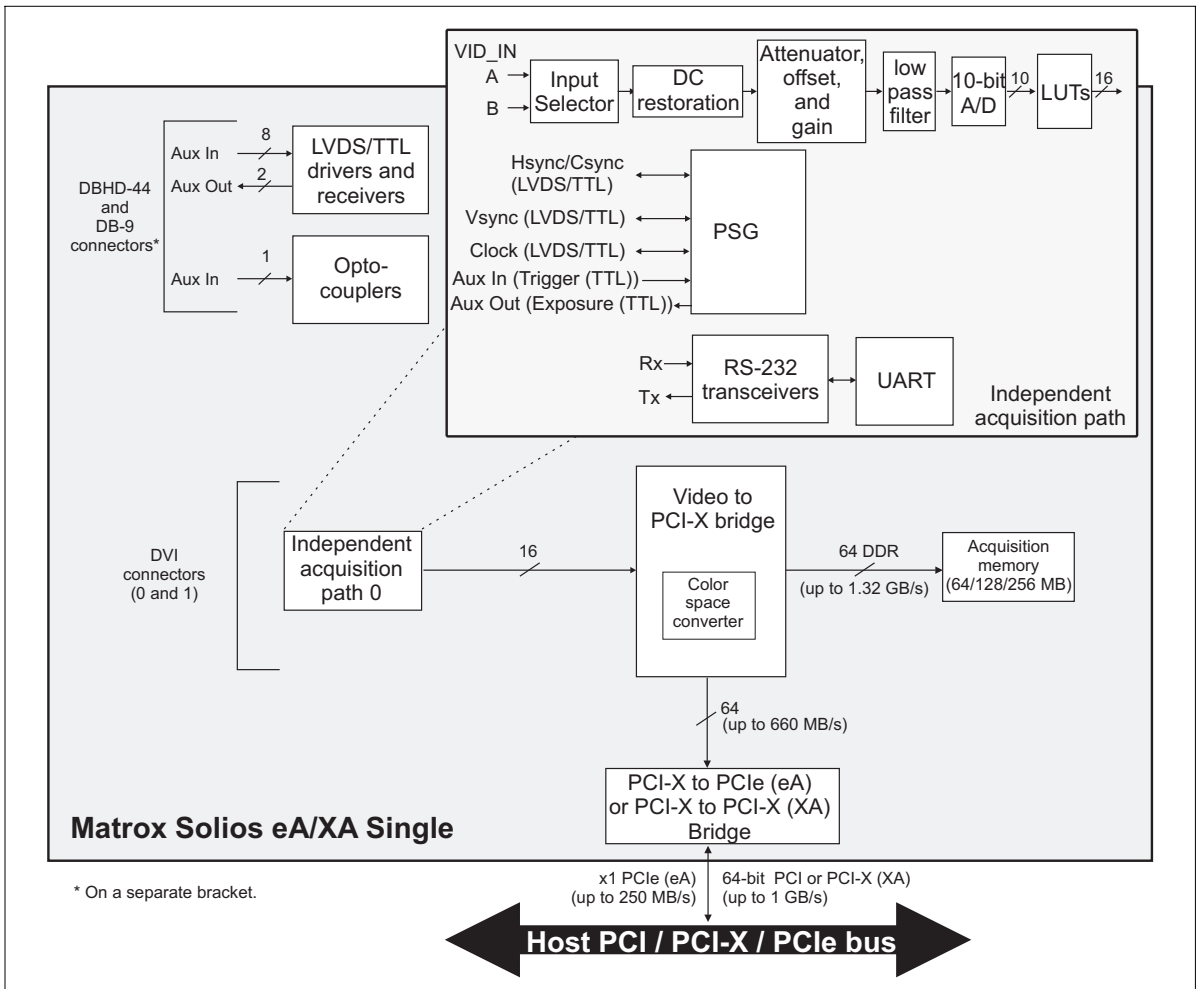 VID_IN
A
B
Input
Selector
DC
restoration
Attenuator,
offset,
and
gain
low
pass
filter
10-bit
A/D
10
LUTs
16
Hsync/Csync
(LVDS/TTL)
Vsync (LVDS/TTL)
Clock (LVDS/TTL)
Aux In (Trigger (TTL))
Aux Out (Exposure (TTL))
PSG
Rx
Tx
RS-232
transceivers
UART
Independent
acquisition path
DBHD-44
and
DB-9
connectors*
Aux In
8
Aux Out
2
LVDS/TTL
drivers and
receivers
Aux In
1
Opto-
couplers
DVI
connectors
(0 and 1)
Independent
acquisition
path 0
16
Video to
PCI-X bridge
Color
space
converter
64 DDR
(up to 1.32 GB/s)
Acquisition
memory
(64/128/256 MB)
64
(up to 660 MB/s)
PCI-X to PCIe (eA)
or PCI-X to PCI-X (XA)
Bridge
Matrox Solios eA/XA Single
* On a separate bracket.
x1 PCIe (eA)
(up to 250 MB/s)
64-bit PCI or PCI-X (XA)
(up to 1 GB/s)
Host PCI / PCI-X / PCIe bus